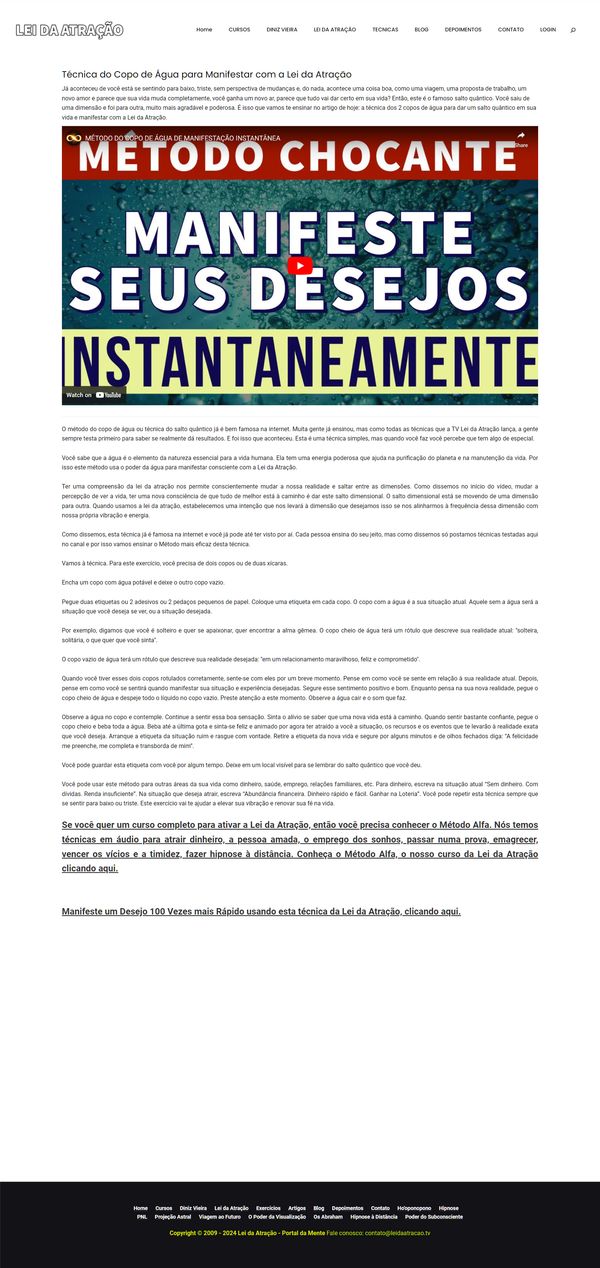 LEI DA ATRAÇÃO
Home CURSOS DINIZ VIEIRA LEI DA ATRAÇÃO TECNICAS BLOG DEPOIMENTOS CONTATO LOGIN
Técnica do Copo de Água para Manifestar com a Lei da Atração
Já aconteceu de você está se sentindo para baixo, triste, sem perspectiva de mudanças e, do nada, acontece uma coisa boa, como uma viagem, uma proposta de trabalho, um
novo amor e parece que sua vida muda completamente, você ganha um novo ar, parece que tudo vai dar certo em sua vida? Então, este é o famoso salto quântico. Você saiu de
uma dimensão e foi para outra, muito mais agradável e poderosa. É isso que vamos te ensinar no artigo de hoje: a técnica dos 2 copos de água para dar um salto quântico em sua
vida e manifestar com a Lei da Atração.
MÉTODO DO COPO DE ÁGUA DE MANIFESTAÇÃO INSTANTÂNEA
Share
MÉTODO CHOCANTE
MANIFESTE
SEUS DESEJOS
INSTANTANEAMENTE
Watch on YouTube
O método do copo de água ou técnica do salto quântico já é bem famosa na internet. Muita gente já ensinou, mas como todas as técnicas que a TV Lei da Atração lança, a gente
sempre testa primeiro para saber se realmente dá resultados. E foi isso que aconteceu. Esta é uma técnica simples, mas quando você faz você percebe que tem algo de especial.
Você sabe que a água é o elemento da natureza essencial para a vida humana. Ela tem uma energia poderosa que ajuda na purificação do planeta e na manutenção da vida. Por
isso este método usa o poder da água para manifestar consciente com a Lei da Atração.
Ter uma compreensão da lei da atração nos permite conscientemente mudar a nossa realidade e saltar entre as dimensões. Como dissemos no início do vídeo, mudar a
percepção de ver a vida, ter uma nova consciência de que tudo de melhor está à caminho é dar este salto dimensional. O salto dimensional está se movendo de uma dimensão
para outra. Quando usamos a lei da atração, estabelecemos uma intenção que nos levará à dimensão que desejamos isso se nos alinharmos à frequência dessa dimensão com
nossa própria vibração e energia.
Como dissemos, esta técnica já é famosa na internet e você já pode até ter visto por aí. Cada pessoa ensina do seu jeito, mas como dissemos só postamos técnicas testadas aqui
no canal e por isso vamos ensinar o Método mais eficaz desta técnica.
Vamos à técnica. Para este exercício, você precisa de dois copos ou de duas xícaras.
Encha um copo com água potável e deixe o outro copo vazio.
Pegue duas etiquetas ou 2 adesivos ou 2 pedaços pequenos de papel. Coloque uma etiqueta em cada copo. O copo com a água é a sua situação atual. Aquele sem a água será a
situação que você deseja se ver, ou a situação desejada.
Por exemplo, digamos que você é solteiro e quer se apaixonar, quer encontrar a alma gêmea. O copo cheio de água terá um rótulo que descreve sua realidade atual: "solteira,
solitária, o que quer que você sinta".
O copo vazio de água terá um rótulo que descreve sua realidade desejada: "em um relacionamento maravilhoso, feliz e comprometido".
Quando você tiver esses dois copos rotulados corretamente, sente-se com eles por um breve momento. Pense em como você se sente em relação à sua realidade atual. Depois,
pense em como você se sentirá quando manifestar sua situação e experiência desejadas. Segure esse sentimento positivo e bom. Enquanto pensa na sua nova realidade, pegue o
copo cheio de água e despeje todo o líquido no copo vazio. Preste atenção a este momento. Observe a água cair e o som que faz.
Observe a água no copo e contemple. Continue a sentir essa boa sensação. Sinta o alívio se saber que uma nova vida está à caminho. Quando sentir bastante confiante, pegue o
copo cheio e beba toda a água. Beba até a última gota e sinta-se feliz e animado por agora ter atraído a você a situação, os recursos e os eventos que te levarão à realidade exata
que você deseja. Arranque a etiqueta da situação ruim e rasgue com vontade. Retire a etiqueta da nova vida e segure por alguns minutos e de olhos fechados diga: "A felicidade
me preenche, me completa e transborda de mim".
Você pode guardar esta etiqueta com você por algum tempo. Deixe em um local visível para se lembrar do salto quântico que você deu.
Você pode usar este método para outras áreas da sua vida como dinheiro, saúde, emprego, relações familiares, etc. Para dinheiro, escreva na situação atual "Sem dinheiro. Com
dívidas. Renda insuficiente". Na situação que deseja atrair, escreva "Abundância financeira. Dinheiro rápido e fácil. Ganhar na Loteria". Você pode repetir esta técnica sempre que
se sentir para baixo ou triste. Este exercício vai te ajudar a elevar sua vibração e renovar sua fé na vida.
Se você quer um curso completo para ativar a Lei da Atração, então você precisa conhecer o Método Alfa. Nós temos
técnicas em áudio para atrair dinheiro, a pessoa amada, o emprego dos sonhos, passar numa prova, emagrecer,
vencer os vícios e a timidez, fazer hipnose à distância. Conheça o Método Alfa, o nosso curso da Lei da Atração
clicando aqui.
Manifeste um Desejo 100 Vezes mais Rápido usando esta técnica da Lei da Atração, clicando aqui.
Home Cursos Diniz Vieira Lei da Atração Exercícios Artigos Blog Depoimentos Contato Ho'oponopono Hipnose
PNL Projeção Astral Viagem ao Futuro O Poder da Visualização Os Abraham Hipnose à Distância Poder do Subconsciente
Copyright © 2009 - 2024 Lei da Atração - Portal da Mente Fale conosco: contato@leidaatracao.tv